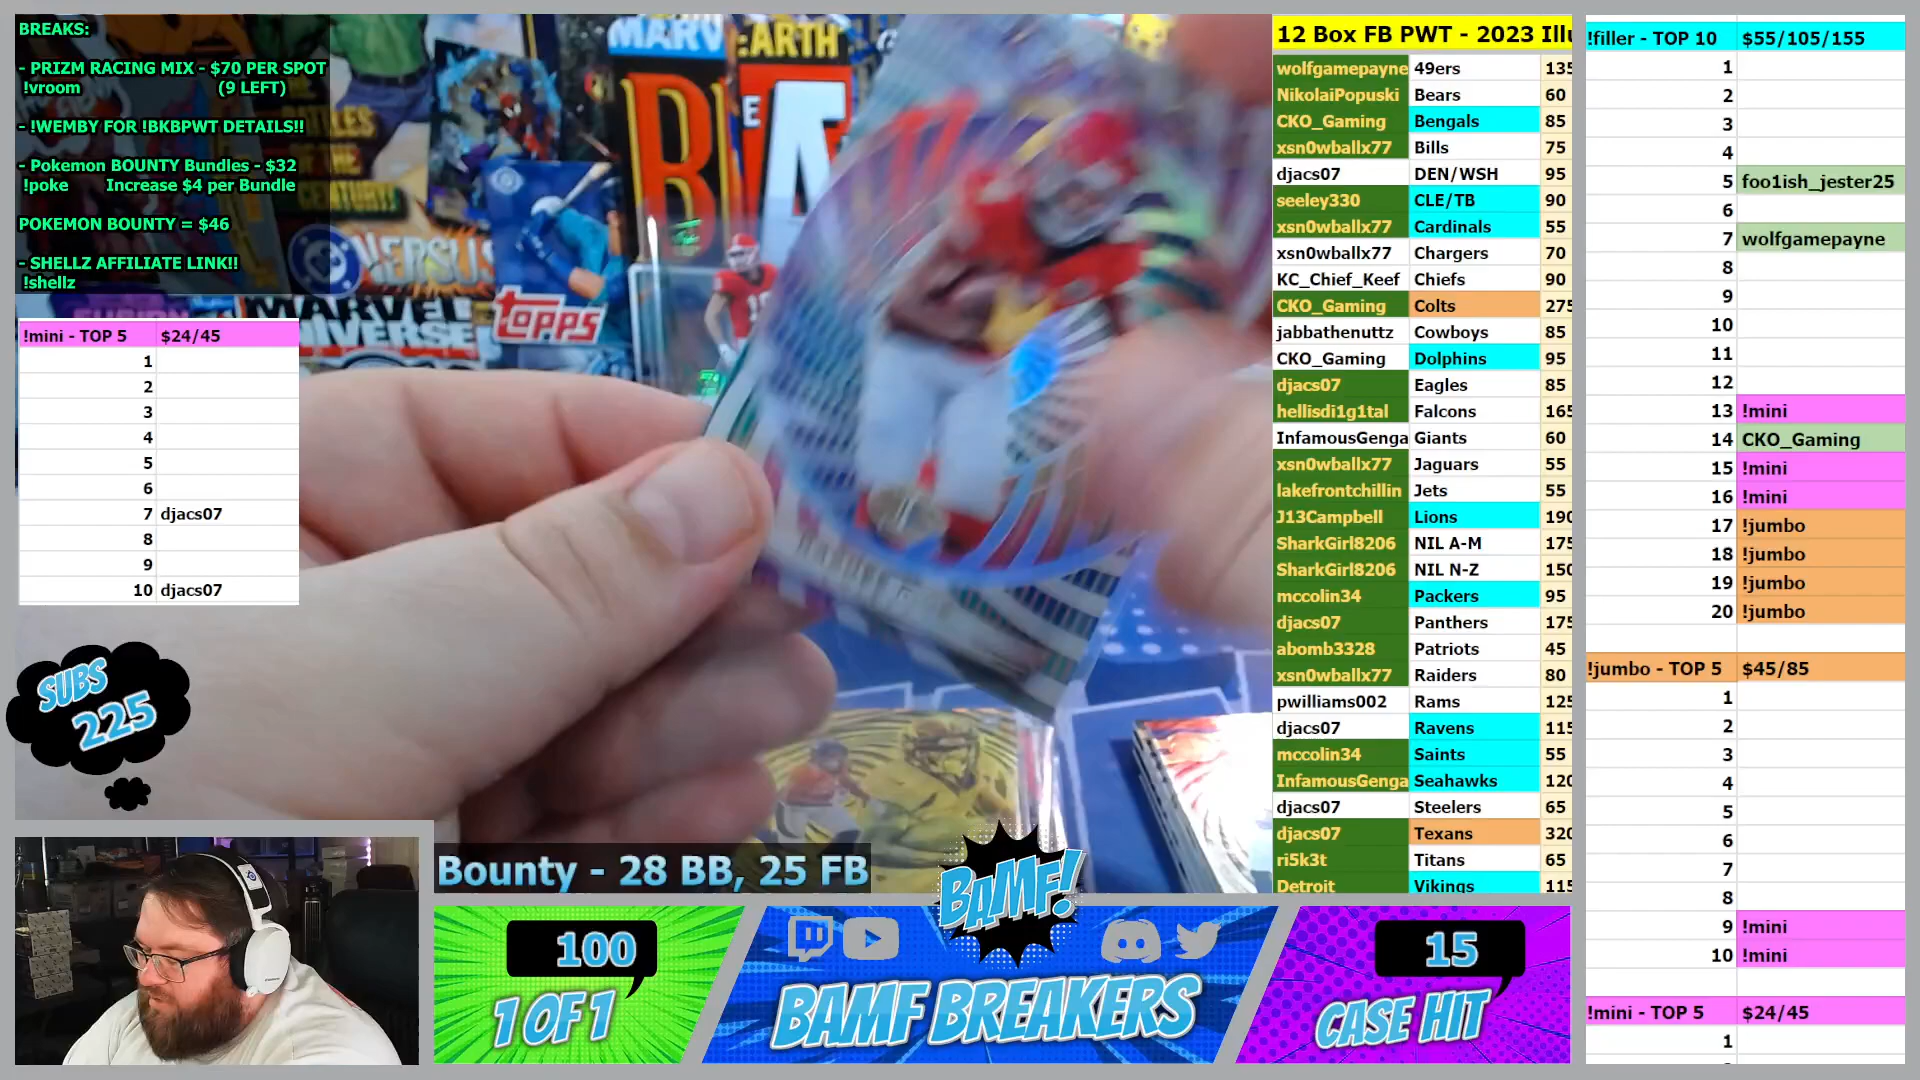 BREAKS:
- PRIZM RACING MIX - $70 PER SPOT
!vroom (9 LEFT)
- !WEMBY FOR !BKBPWT DETAILS!!
- Pokemon BOUNTY Bundles - $32
!poke Increase $4 per Bundle
POKEMON BOUNTY = $46
- SHELLZ AFFILIATE LINK!!
!shellz
!mini - TOP 5 $24/45
1
2
3
4
5
6
7 djacs07
8
9
10 djacs07
SUBS
225
MARV
EARTH
CENTURY!
VERSUS
MARVEL
UNIVERSE
topps
Bounty - 28 BB, 25 FB
BAMF!
100
1 OF 1
BAMF BREAKERS
15
CASE HIT
12 Box FB PWT - 2023 Illu
wolfgamepayne 49ers 135
NikolaiPopuski Bears 60
CKO_Gaming Bengals 85
xsn0wballx77 Bills 75
djacs07 DEN/WSH 95
seeley330 CLE/TB 90
xsn0wballx77 Cardinals 55
xsn0wballx77 Chargers 70
KC_Chief_Keef Chiefs 90
CKO_Gaming Colts 275
jabbathenuttz Cowboys 85
CKO_Gaming Dolphins 95
djacs07 Eagles 85
hellisdi1g1tal Falcons 165
InfamousGenga Giants 60
xsn0wballx77 Jaguars 55
lakefrontchillin Jets 55
J13Campbell Lions 190
SharkGirl8206 NIL A-M 175
SharkGirl8206 NIL N-Z 150
mccolin34 Packers 95
djacs07 Panthers 175
abomb3328 Patriots 45
xsn0wballx77 Raiders 80
pwilliams002 Rams 125
djacs07 Ravens 115
mccolin34 Saints 55
InfamousGenga Seahawks 120
djacs07 Steelers 65
djacs07 Texans 320
ri5k3t Titans 65
Detroit Vikings 115
!filler - TOP 10 $55/105/155
1
2
3
4
5 foo1ish_jester25
6
7 wolfgamepayne
8
9
10
11
12
13 !mini
14 CKO_Gaming
15 !mini
16 !mini
17 !jumbo
18 !jumbo
19 !jumbo
20 !jumbo
!jumbo - TOP 5 $45/85
1
2
3
4
5
6
7
8
9 !mini
10 !mini
!mini - TOP 5 $24/45
1